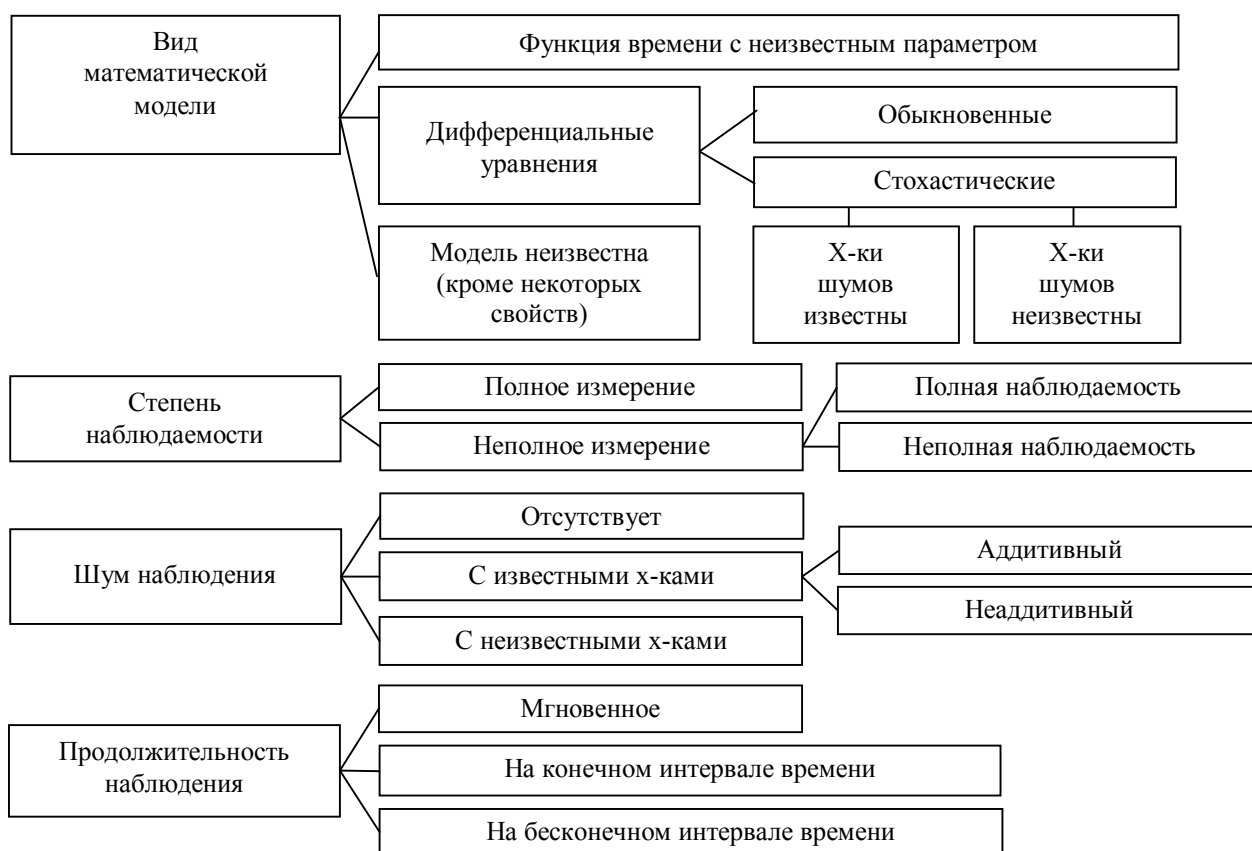 Вид
математической
модели
Функция времени с неизвестным параметром
Дифференциальные
уравнения
Обыкновенные
Стохастические
Модель неизвестна
(кроме некоторых
свойств)
Х-ки
шумов
известны
Х-ки
шумов
неизвестны
Степень
наблюдаемости
Полное измерение
Неполное измерение
Полная наблюдаемость
Неполная наблюдаемость
Шум наблюдения
Отсутствует
С известными х-ками
С неизвестными х-ками
Аддитивный
Неаддитивный
Продолжительность
наблюдения
Мгновенное
На конечном интервале времени
На бесконечном интервале времени